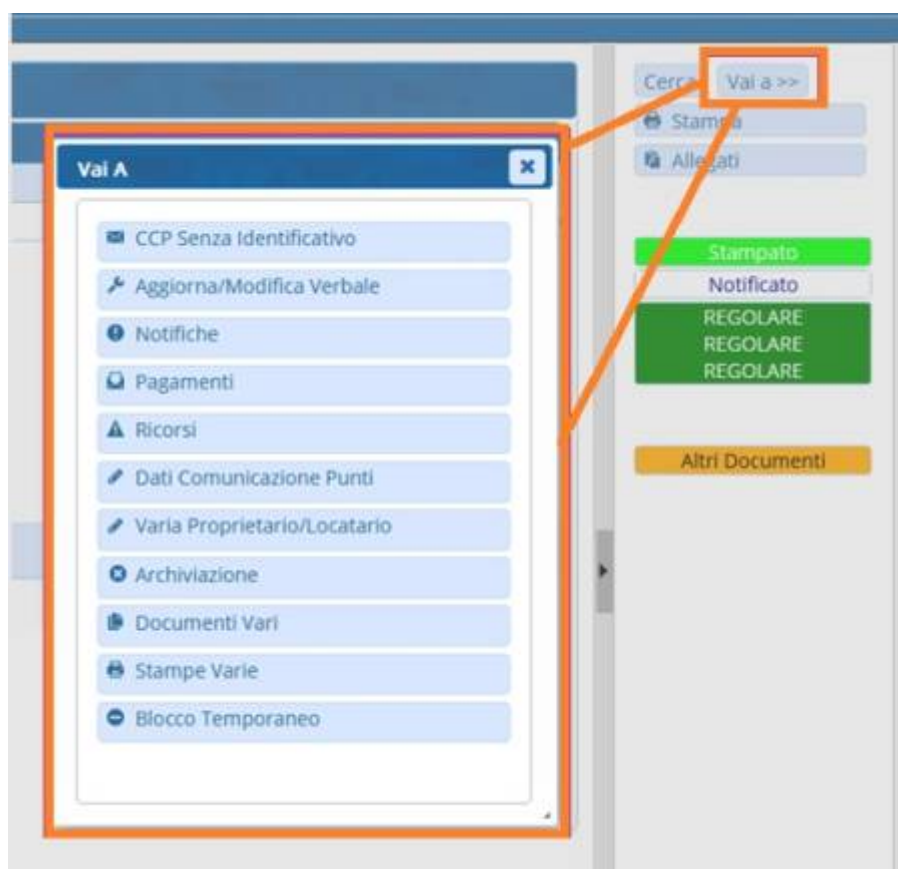 Cerca Vai a >>
Stampa
Allegati
Vai A
CCP Senza Identificativo
Aggiorna/Modifica Verbale
Notifiche
Pagamenti
Ricorsi
Dati Comunicazione Punti
Varia Proprietario/Locatario
Archiviazione
Documenti Vari
Stampe Varie
Blocco Temporaneo
Stampato
Notificato
REGOLARE
REGOLARE
REGOLARE
Altri Documenti